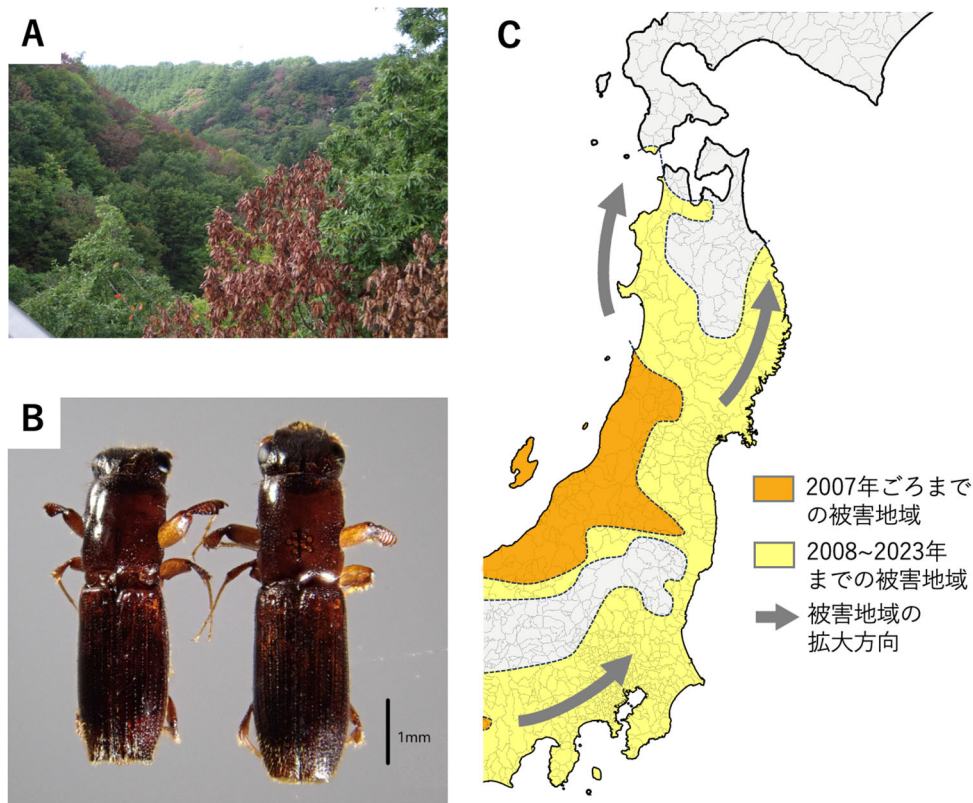 A
B
1mm
C
2007年ごろまで
の被害地域
2008~2023年
までの被害地域
被害地域の
拡大方向